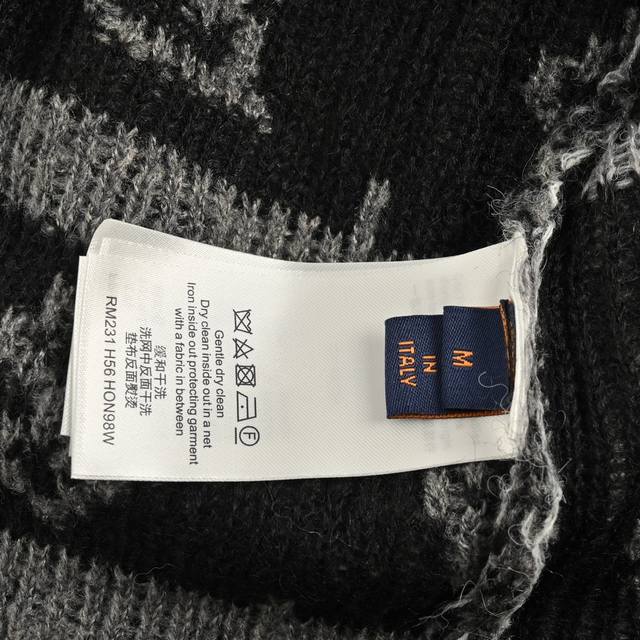 M
IN
ITALY
Gentle dry clean
Dry clean inside out in a net
Iron inside out protecting garment
with a fabric in between
缓和干洗
洗网中反面干洗
垫布反面熨烫
RM231 H56 HON98W